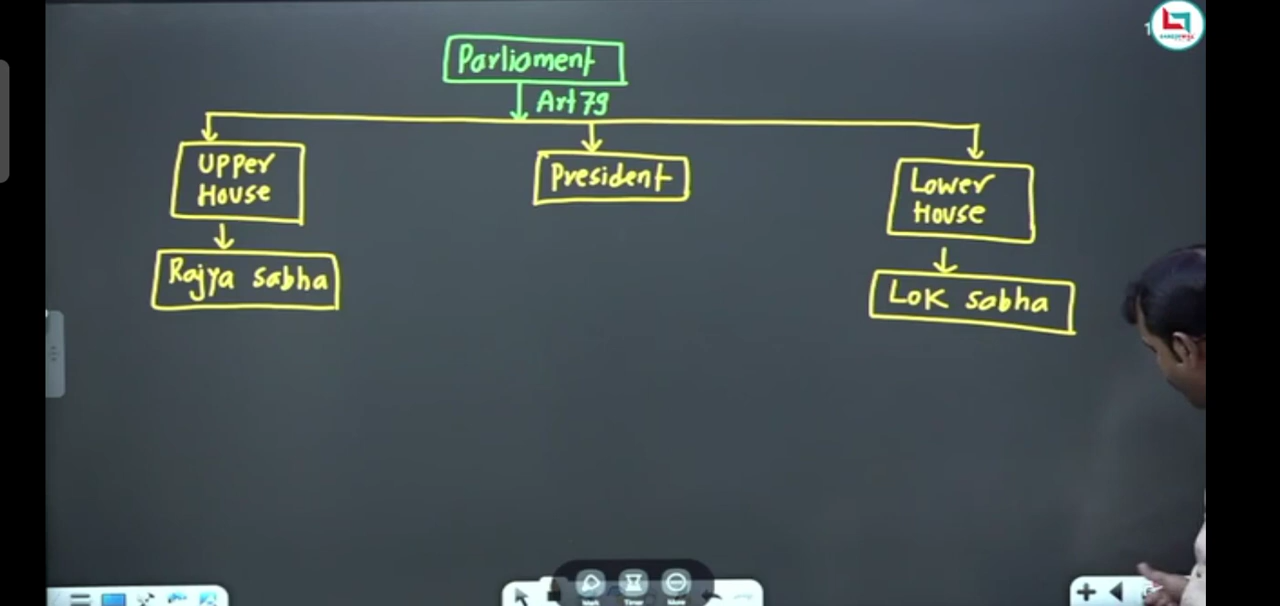 Parliament
Art 79
Upper
House
President
Lower
House
Rajya sabha
Lok sabha